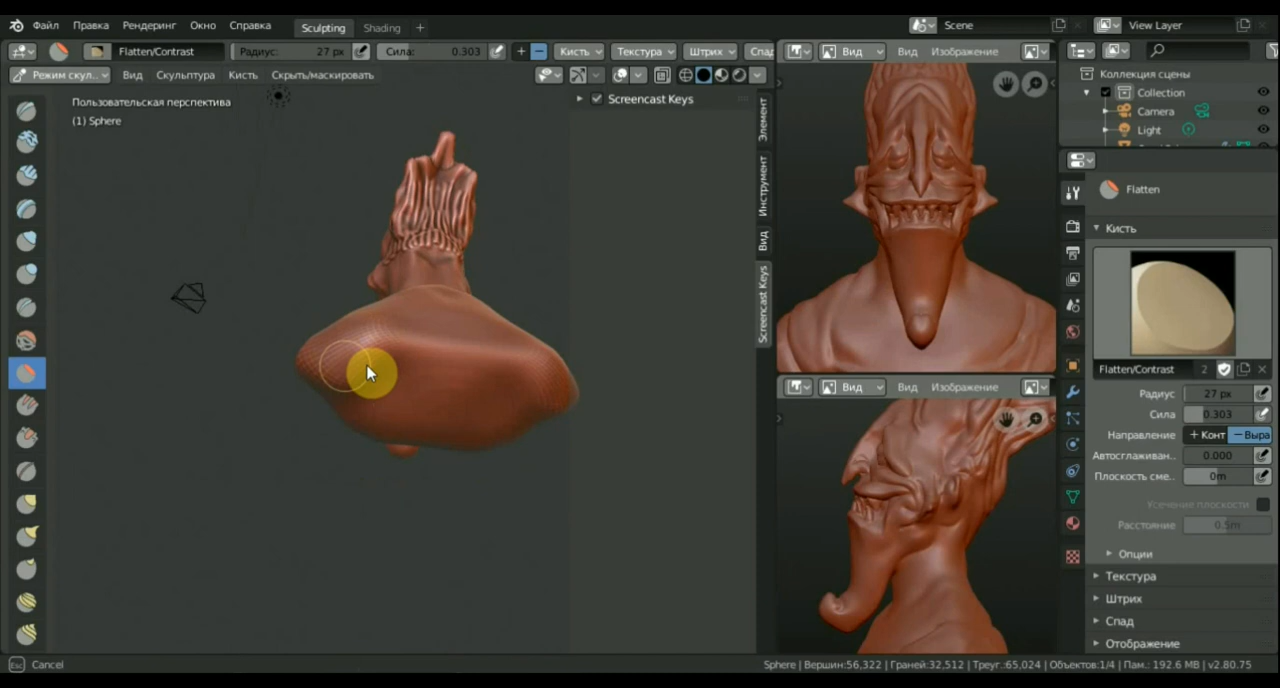 Файл Правка Рендеринг Окно Справка Sculpting Shading + Scene View Layer
Flatten/Contrast Радиус: 27 px Сила: 0.303 Кисть Текстура Штрих Спад Вид Вид Изображение
Режим скул.. Вид Скульптура Кисть Скрыть/маскировать
Пользовательская перспектива
(1) Sphere
Screencast Keys
Элемент
Инструмент
Вид
Screencast Keys
Вид Вид Изображение
Коллекция сцены
Collection
Camera
Light
Flatten
Кисть
Flatten/Contrast 2
Радиус 27 px
Сила 0.303
Направление + Конт − Выра
Автосглаживан.. 0.000
Плоскость сме.. 0m
Усечение плоскости
Расстояние 0.5m
Опции
Текстура
Штрих
Спад
Отображение
Esc Cancel
Sphere | Вершин:56,322 | Граней:32,512 | Треуг.:65,024 | Объектов:1/4 | Пам.: 192.6 MB | v2.80.75